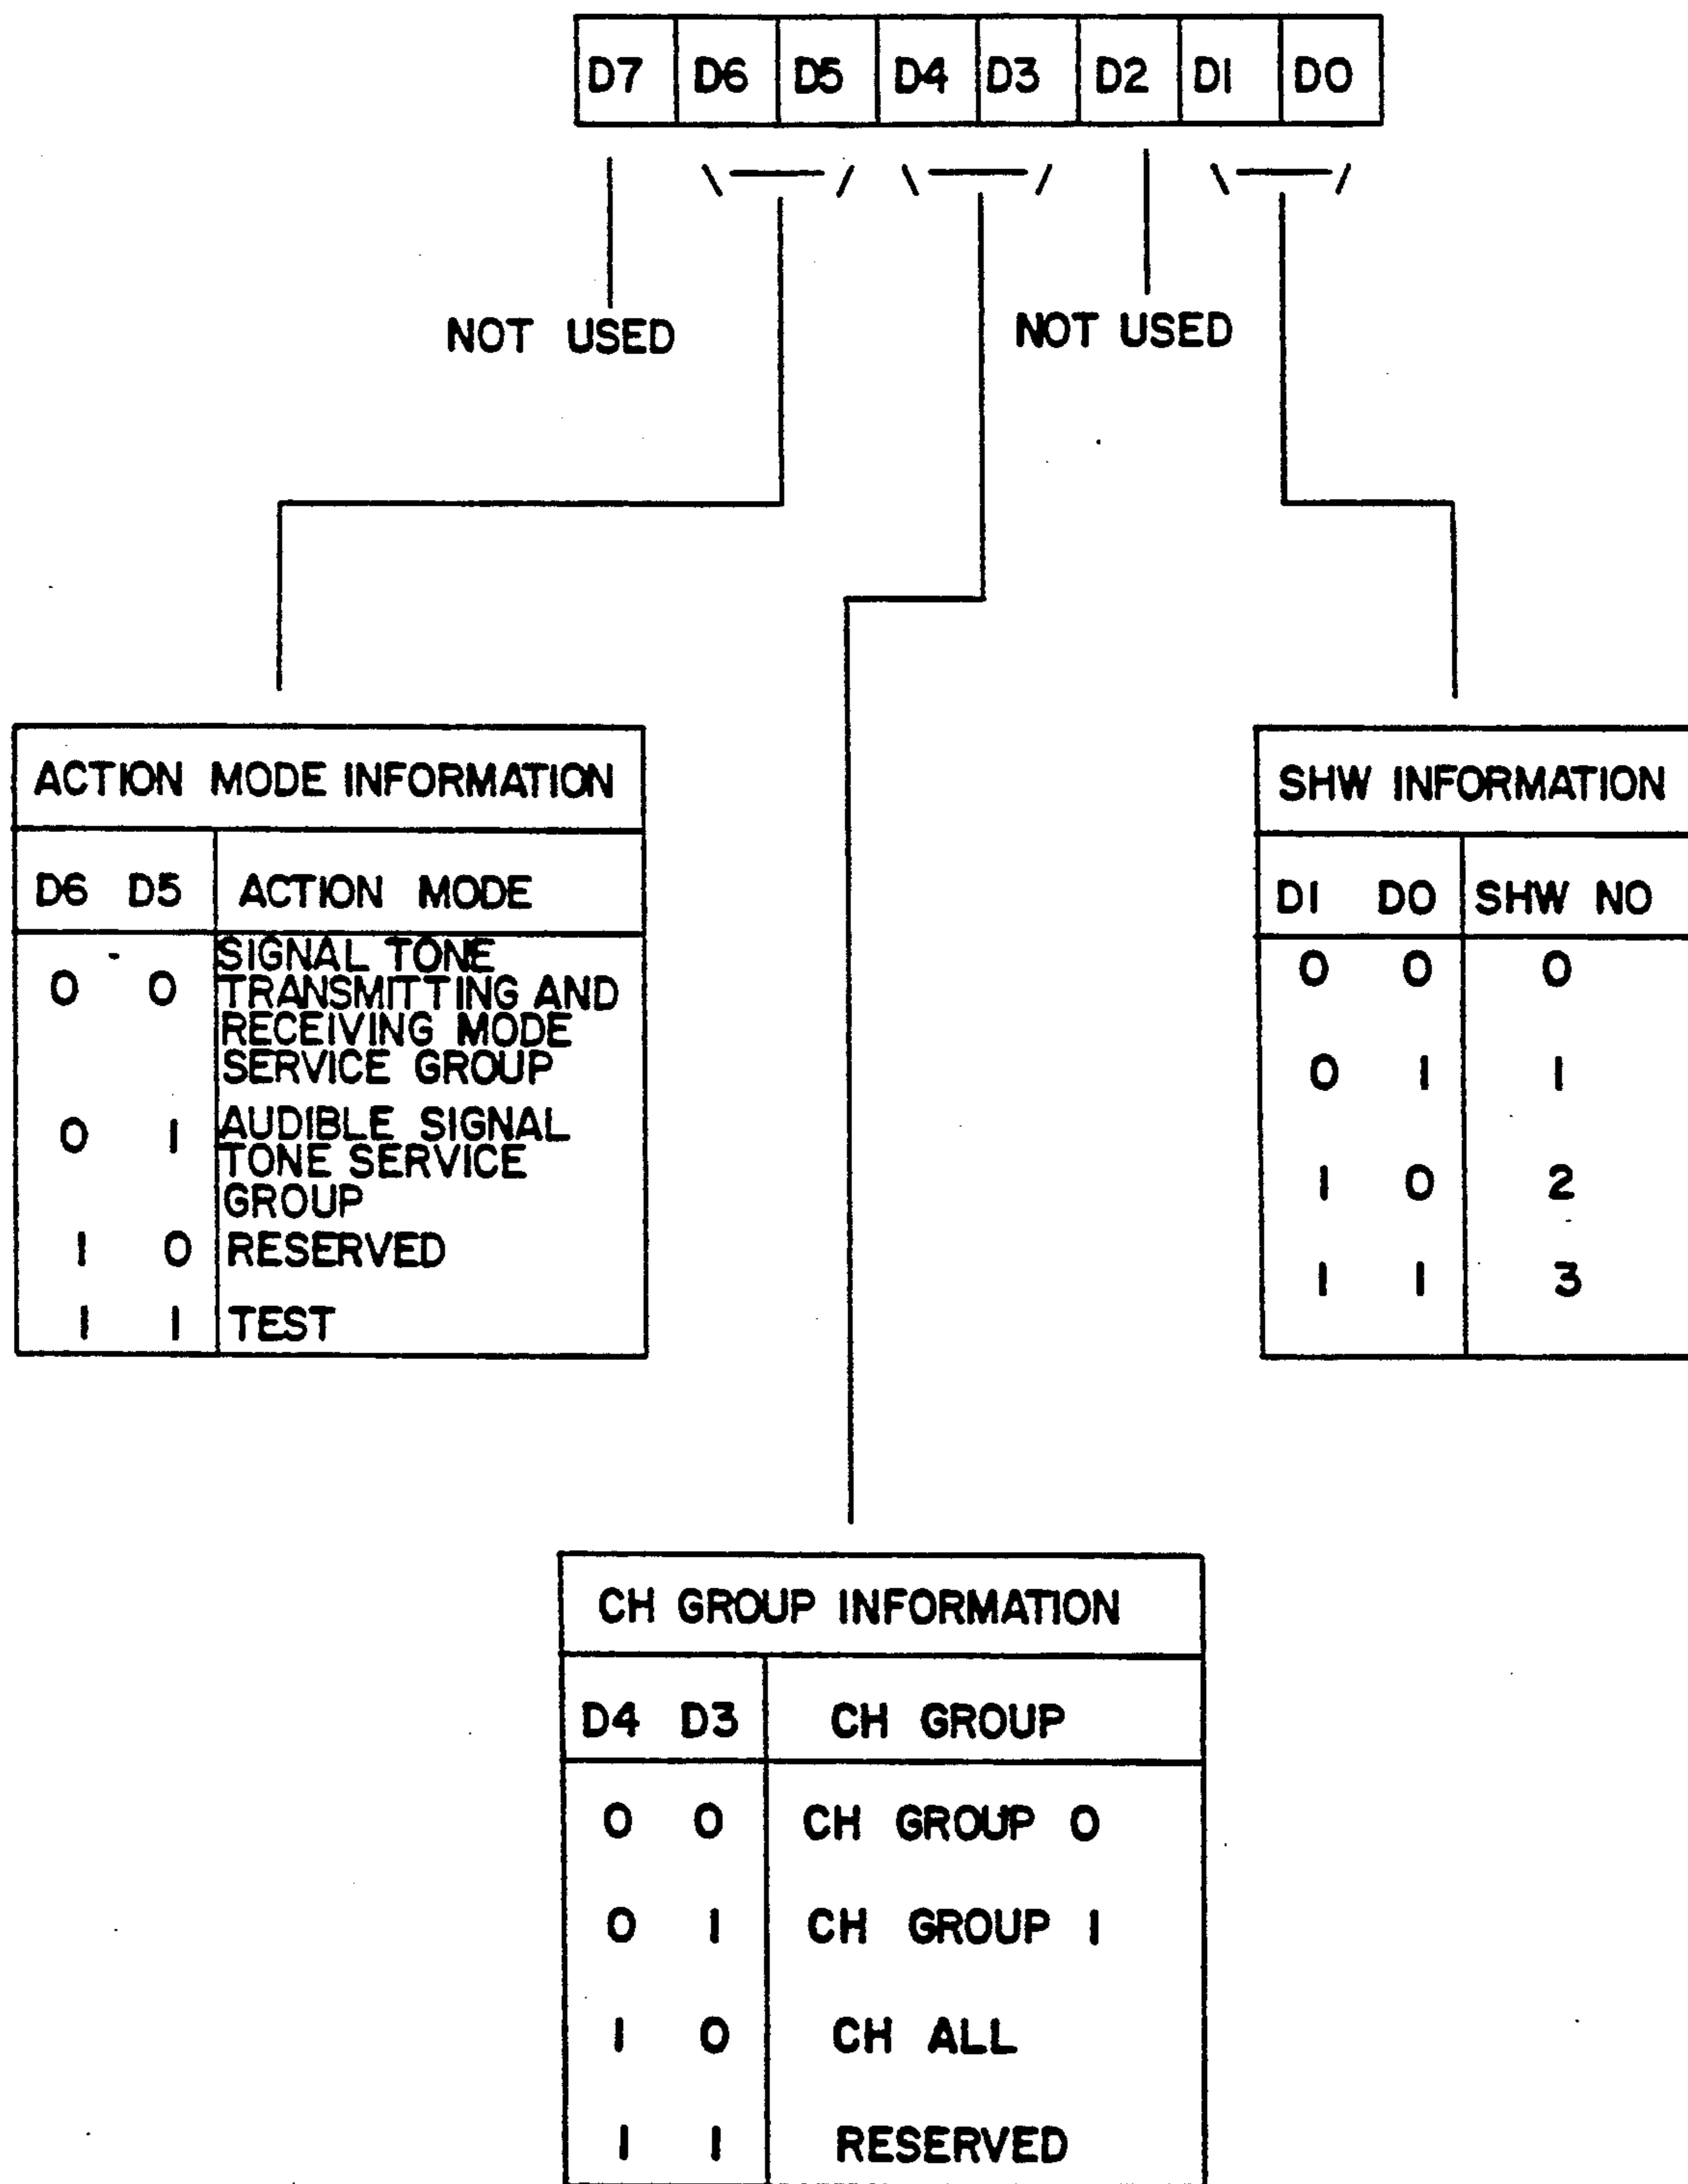 D7 D6 D5 D4 D3 D2 D1 D0
NOT USED
NOT USED
ACTION MODE INFORMATION
D6 D5 ACTION MODE
0 0 SIGNAL TONE
TRANSMITTING AND
RECEIVING MODE
SERVICE GROUP
0 1 AUDIBLE SIGNAL
TONE SERVICE
GROUP
1 0 RESERVED
1 1 TEST
SHW INFORMATION
D1 D0 SHW NO
0 0 0
0 1 1
1 0 2
1 1 3
CH GROUP INFORMATION
D4 D3 CH GROUP
0 0 CH GROUP 0
0 1 CH GROUP 1
1 0 CH ALL
1 1 RESERVED